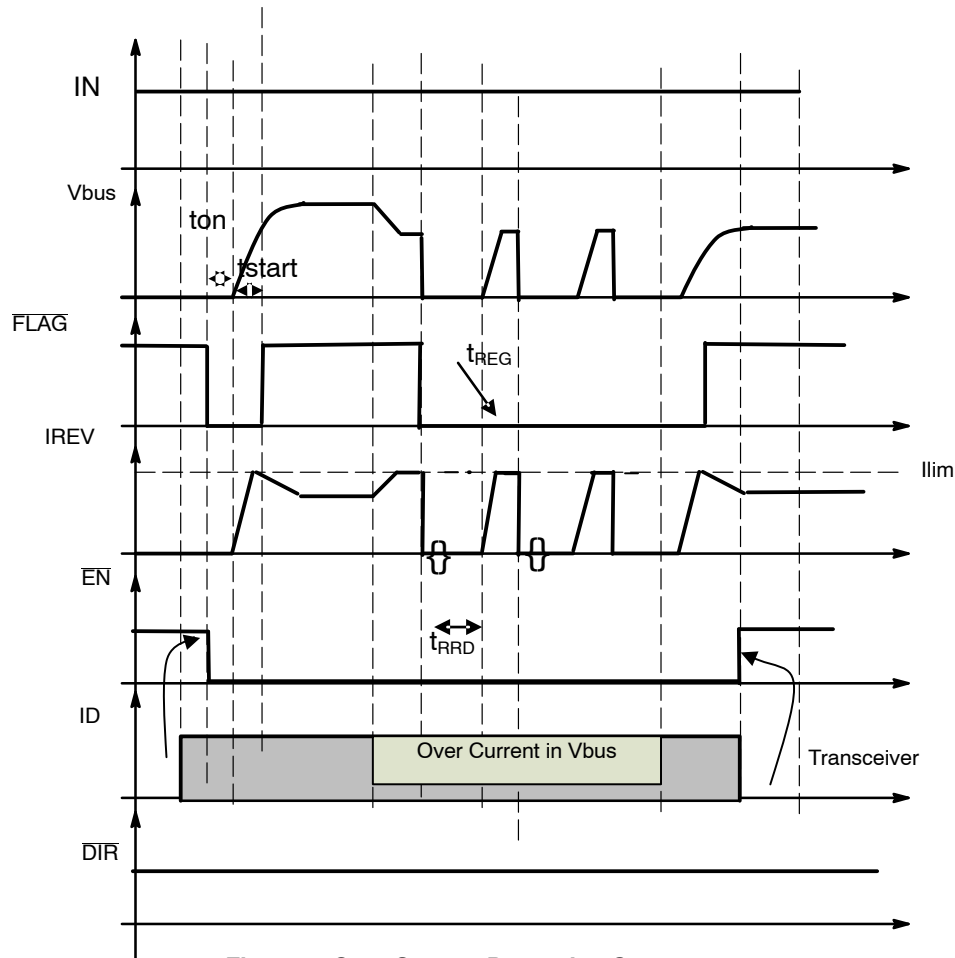 IN
Vbus
ton
tstart
FLAG
tREG
IREV
Ilim
EN
tRRD
ID
Over Current in Vbus
Transceiver
DIR